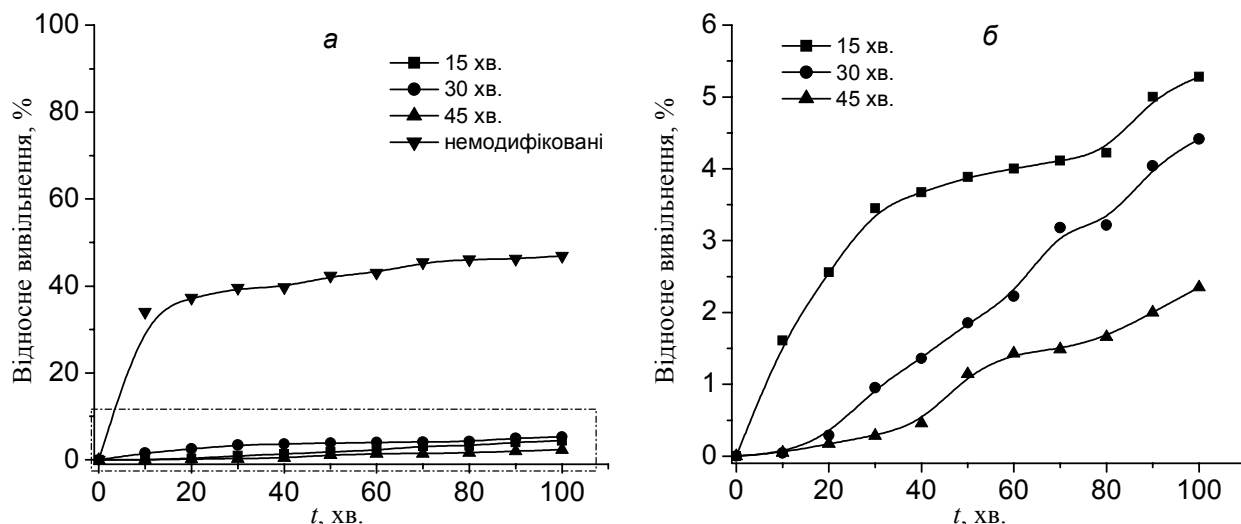 а
15 хв.
30 хв.
45 хв.
немодифіковані
Відносне вивільнення, %
100
80
60
40
20
0
0 20 40 60 80 100
t, хв.
б
15 хв.
30 хв.
45 хв.
Відносне вивільнення, %
6
5
4
3
2
1
0
0 20 40 60 80 100
t, хв.